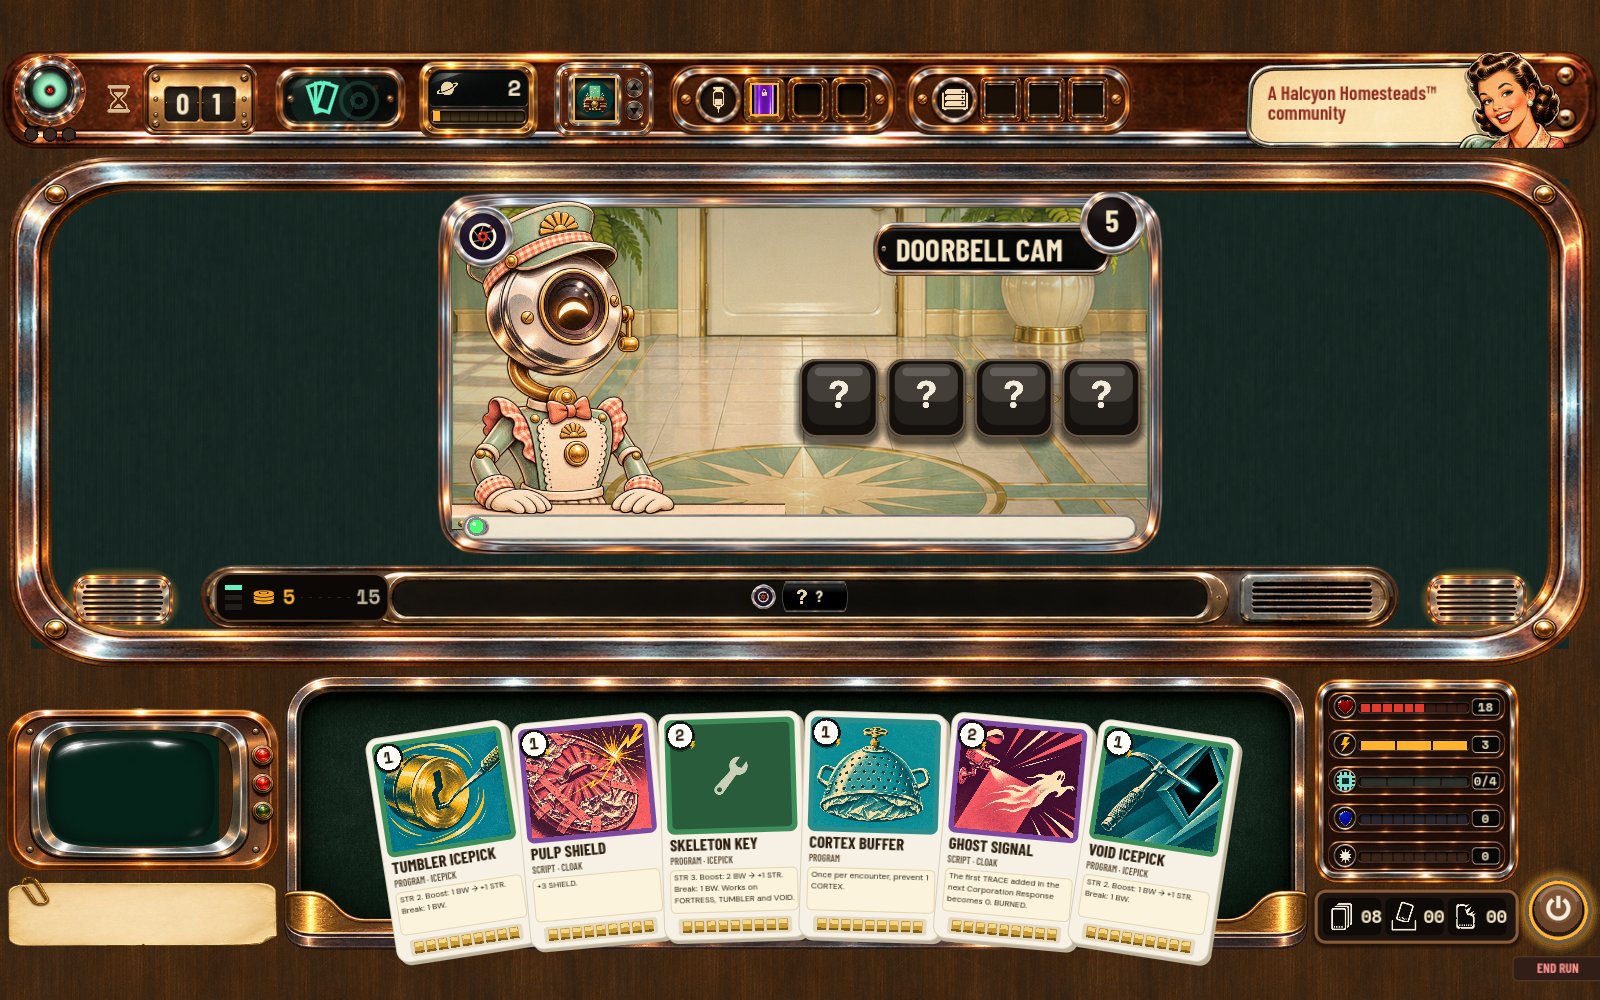 0 1
2
A Halcyon Homesteads™
community
5
DOORBELL CAM
? ? ? ?
5 15
? ?
1
TUMBLER ICEPICK
PROGRAM · ICEPICK
STR 2. Boost: 1 BW → +1 STR.
Break: 1 BW.
1
PULP SHIELD
SCRIPT · CLOAK
+3 SHIELD.
2
SKELETON KEY
PROGRAM · ICEPICK
STR 3. Boost: 2 BW → +1 STR.
Break: 1 BW. Works on
FORTRESS, TUMBLER and VOID.
1
CORTEX BUFFER
PROGRAM
Once per encounter, prevent 1
CORTEX.
2
GHOST SIGNAL
SCRIPT · CLOAK
The first TRACE added in the
next Corporation Response
becomes 0. BURNED.
1
VOID ICEPICK
PROGRAM · ICEPICK
STR 2. Boost: 1 BW → +1 STR.
Break: 1 BW.
18
3
0/4
0
0
08 00 00
END RUN